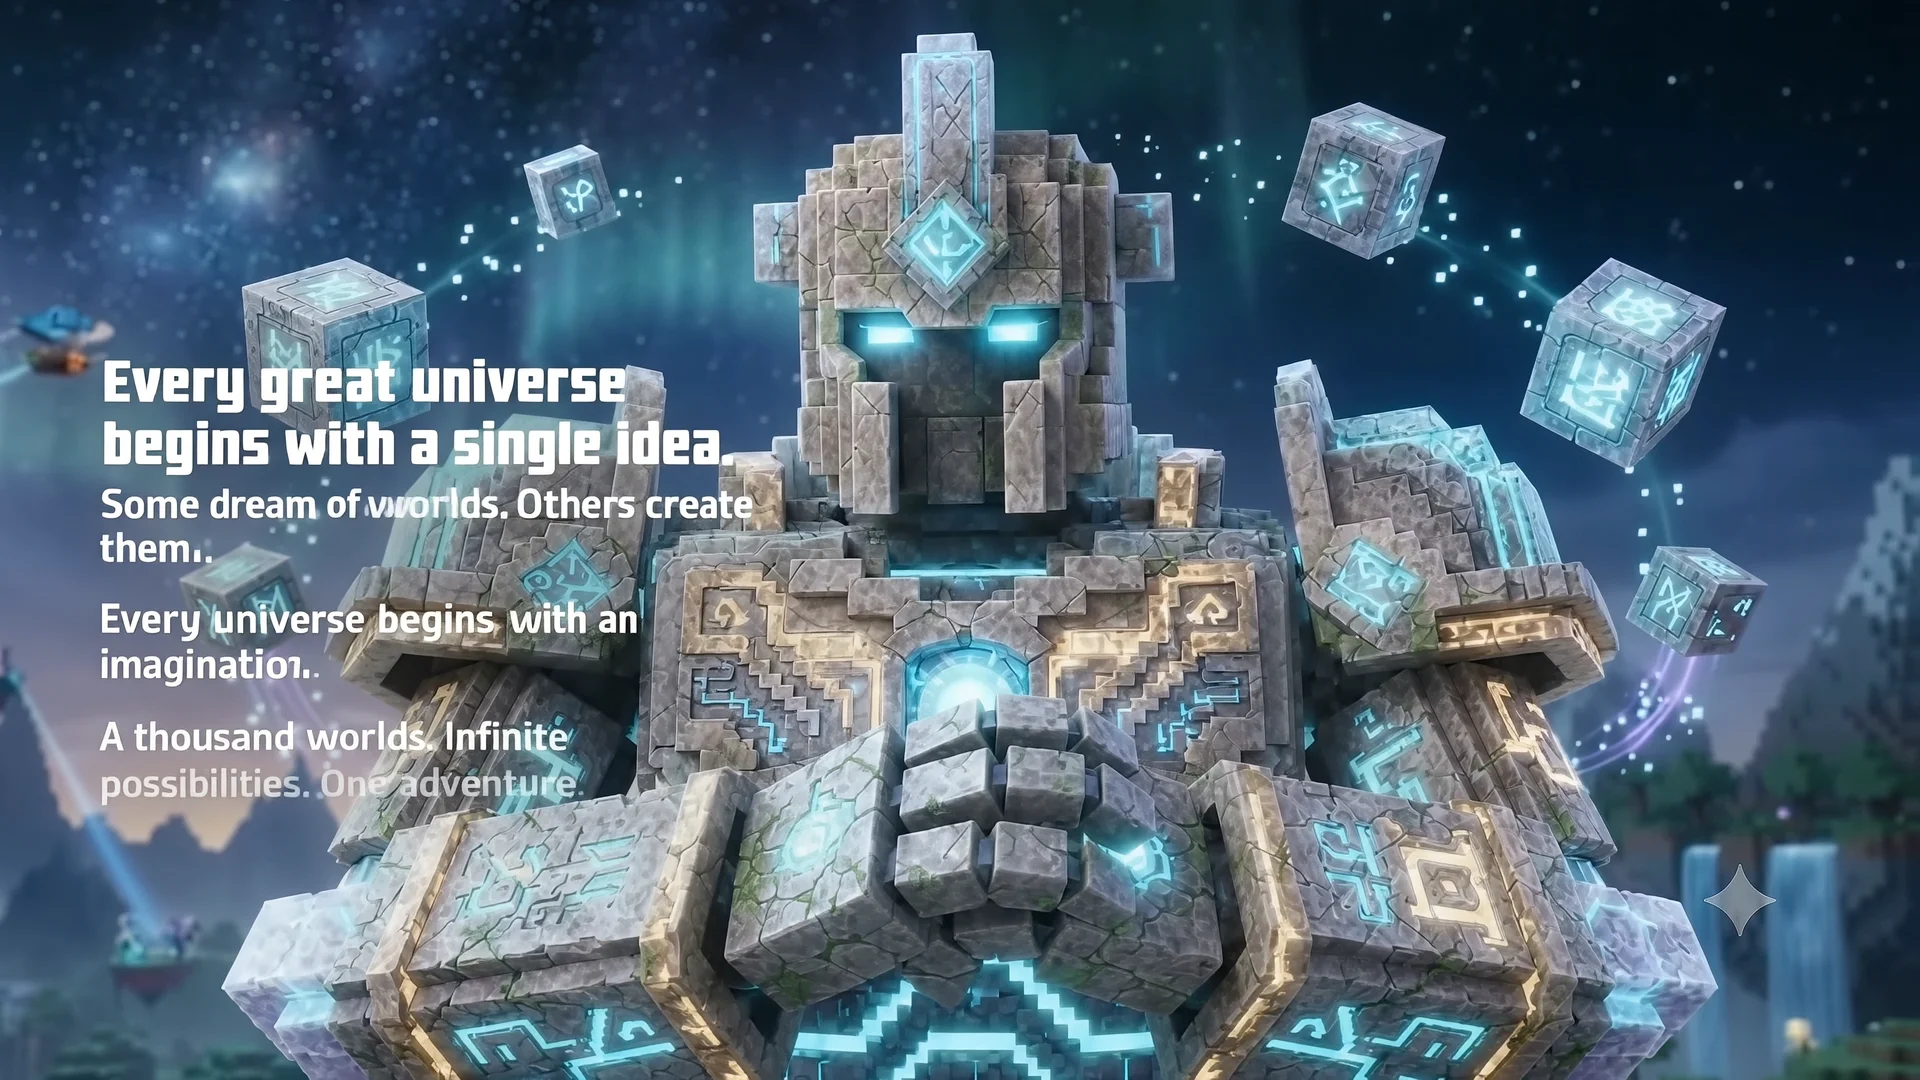 Every great universe
begins with a single idea.
Some dream of worlds. Others create
them..
Every universe begins with an
imagination..
A thousand worlds. Infinite
possibilities. One adventure.